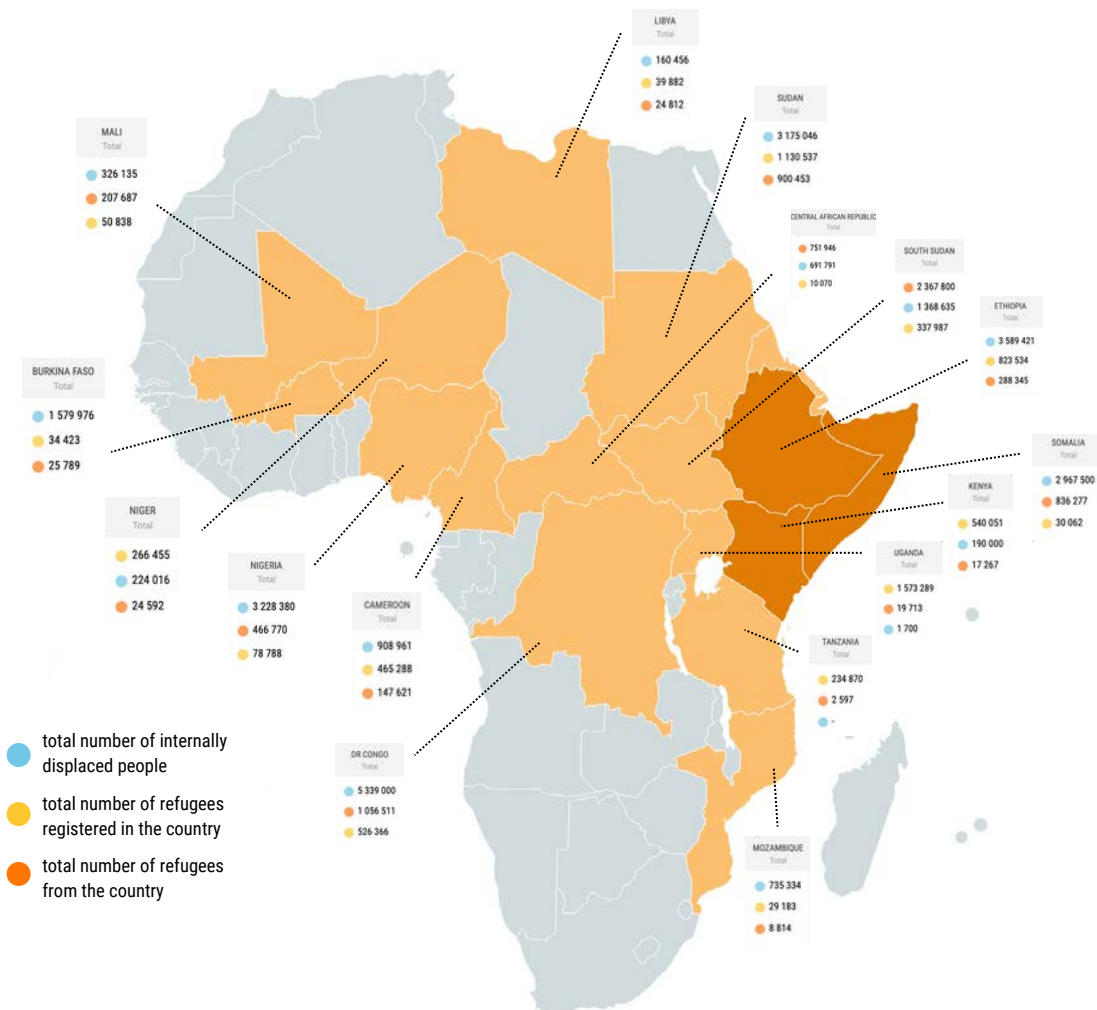 LIBYA
Total
160 456
39 882
24 812
SUDAN
Total
3 175 046
1 130 537
900 453
MALI
Total
326 135
207 687
50 838
CENTRAL AFRICAN REPUBLIC
Total
751 946
691 791
10 070
SOUTH SUDAN
Total
2 367 800
1 368 635
337 987
ETHIOPIA
Total
3 589 421
823 534
288 345
BURKINA FASO
Total
1 579 976
34 423
25 789
SOMALIA
Total
2 967 500
836 277
30 062
KENYA
Total
540 051
190 000
17 267
NIGER
Total
266 455
224 016
24 592
NIGERIA
Total
3 228 380
466 770
78 788
CAMEROON
Total
908 961
465 288
147 621
UGANDA
Total
1 573 289
19 713
1 700
TANZANIA
Total
234 870
2 597
-
DR CONGO
Total
5 339 000
1 056 511
526 366
MOZAMBIQUE
Total
735 334
29 183
8 814
total number of internally
displaced people
total number of refugees
registered in the country
total number of refugees
from the country